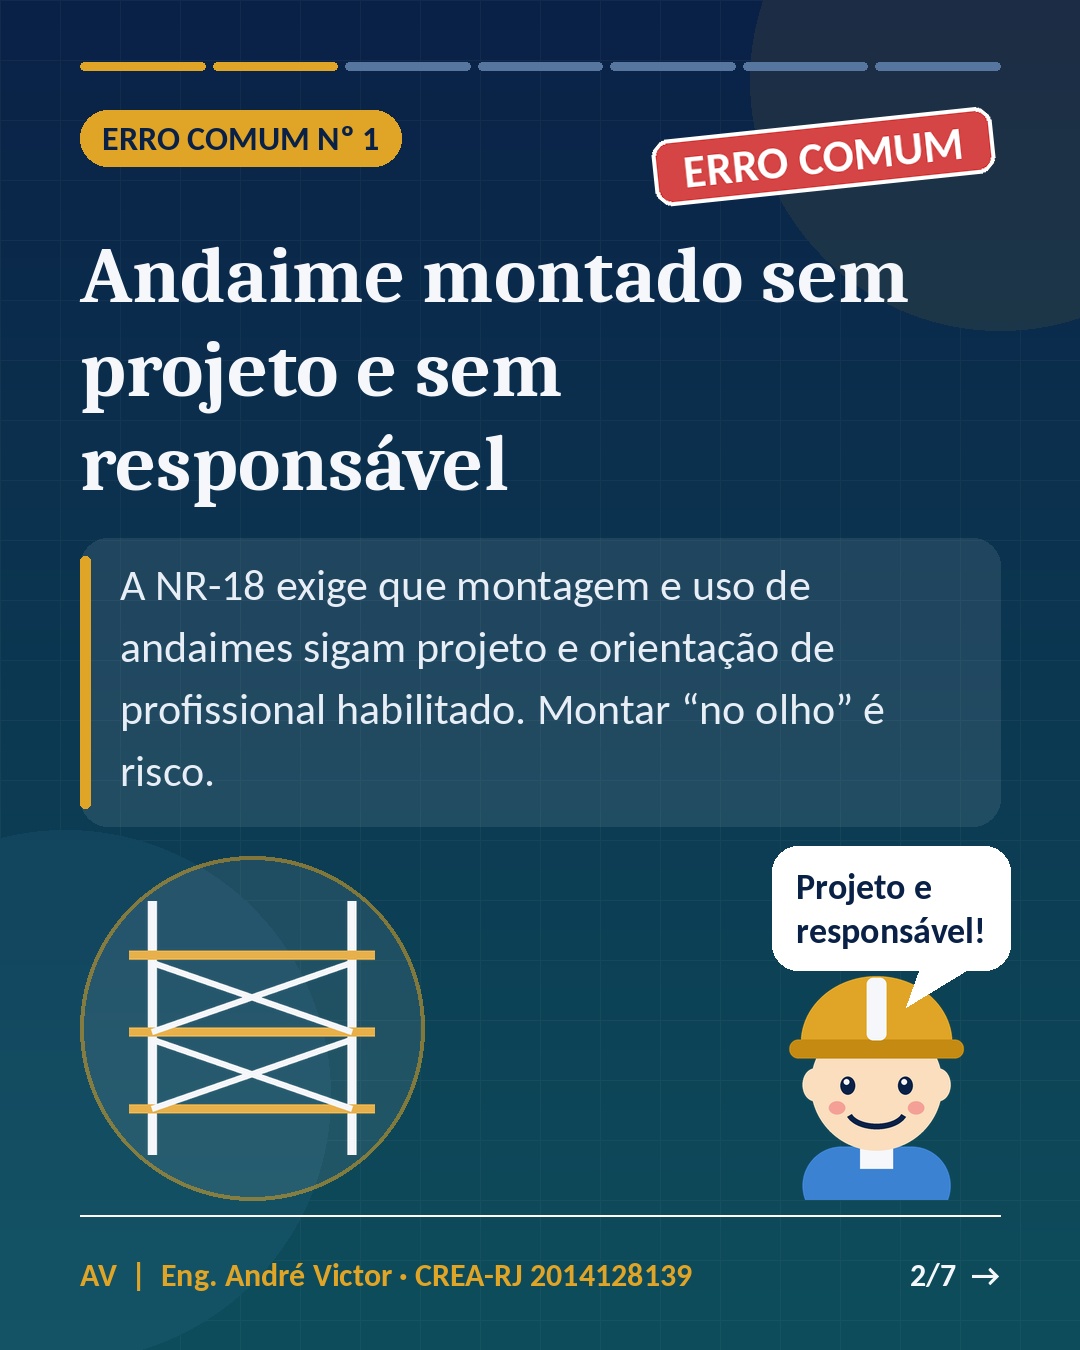 ERRO COMUM Nº 1
ERRO COMUM
Andaime montado sem
projeto e sem
responsável
A NR-18 exige que montagem e uso de
andaimes sigam projeto e orientação de
profissional habilitado. Montar “no olho” é
risco.
Projeto e
responsável!
AV | Eng. André Victor · CREA-RJ 2014128139
2/7 →